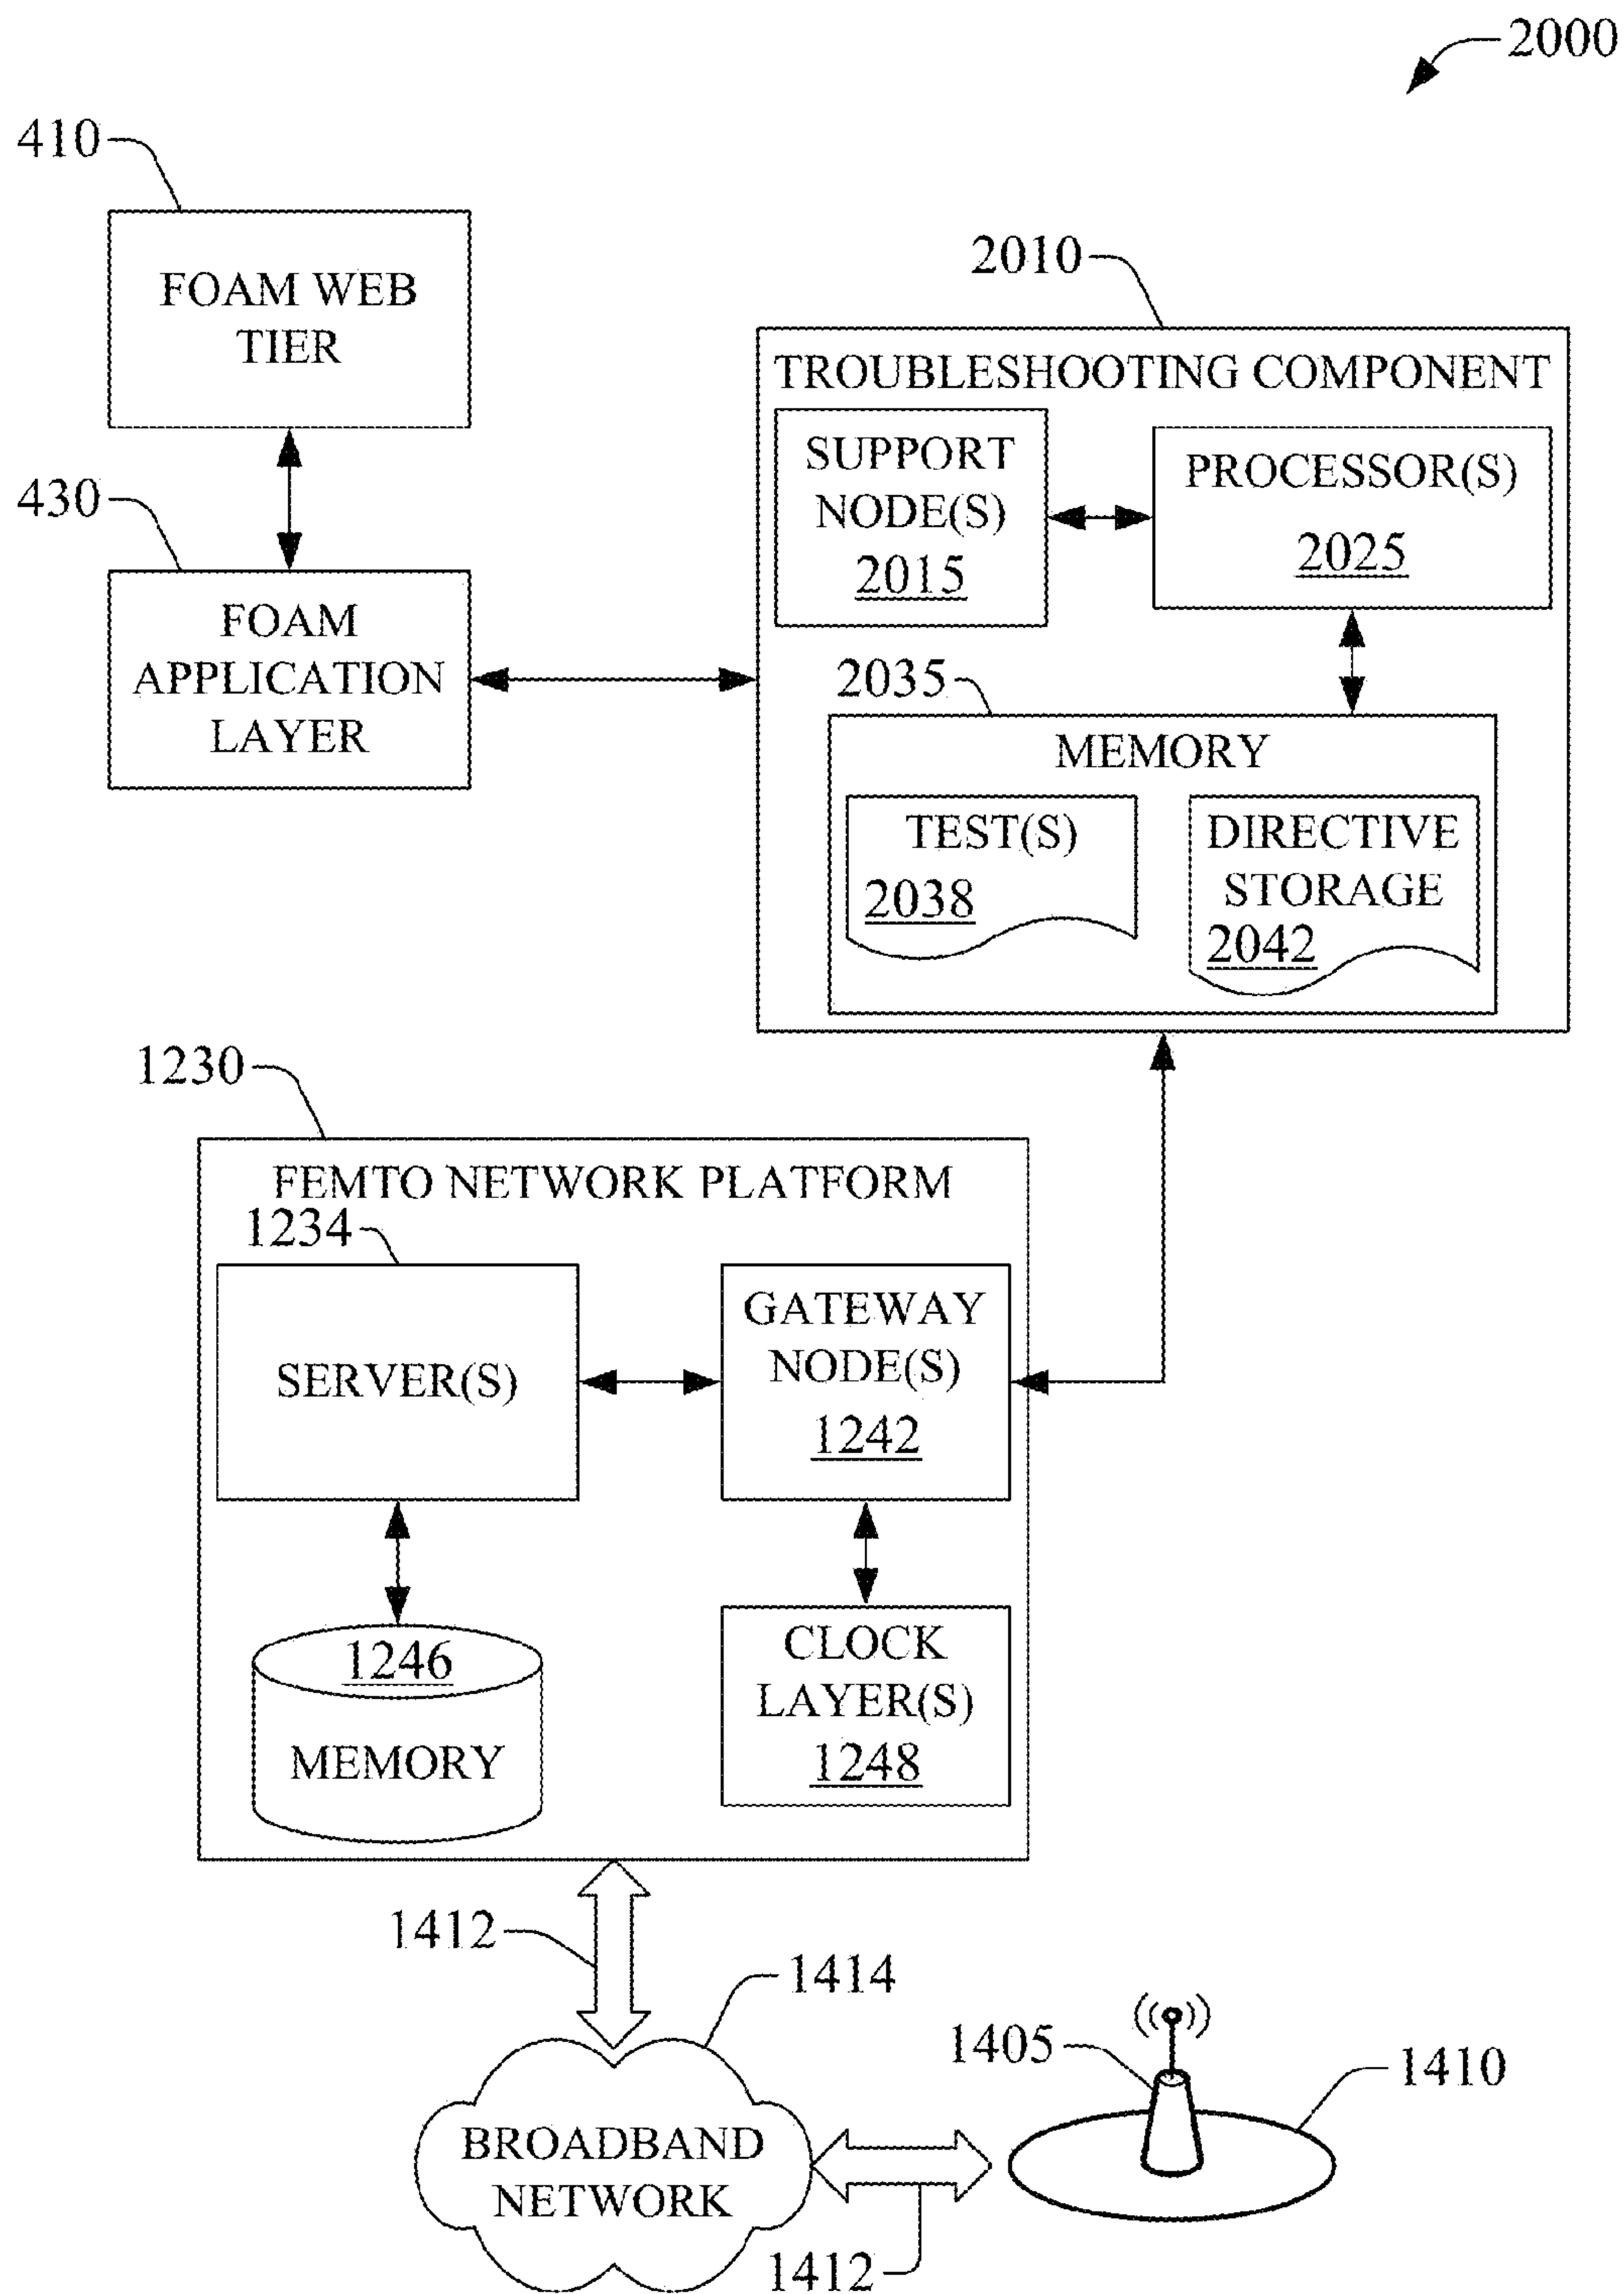 2000
410
FOAM WEB
TIER
2010
TROUBLESHOOTING COMPONENT
SUPPORT
NODE(S)
2015
PROCESSOR(S)
2025
430
FOAM
APPLICATION
LAYER
2035
MEMORY
TEST(S)
2038
DIRECTIVE
STORAGE
2042
1230
FEMTO NETWORK PLATFORM
1234
SERVER(S)
GATEWAY
NODE(S)
1242
1246
MEMORY
CLOCK
LAYER(S)
1248
1412
1414
BROADBAND
NETWORK
1405
1410
1412